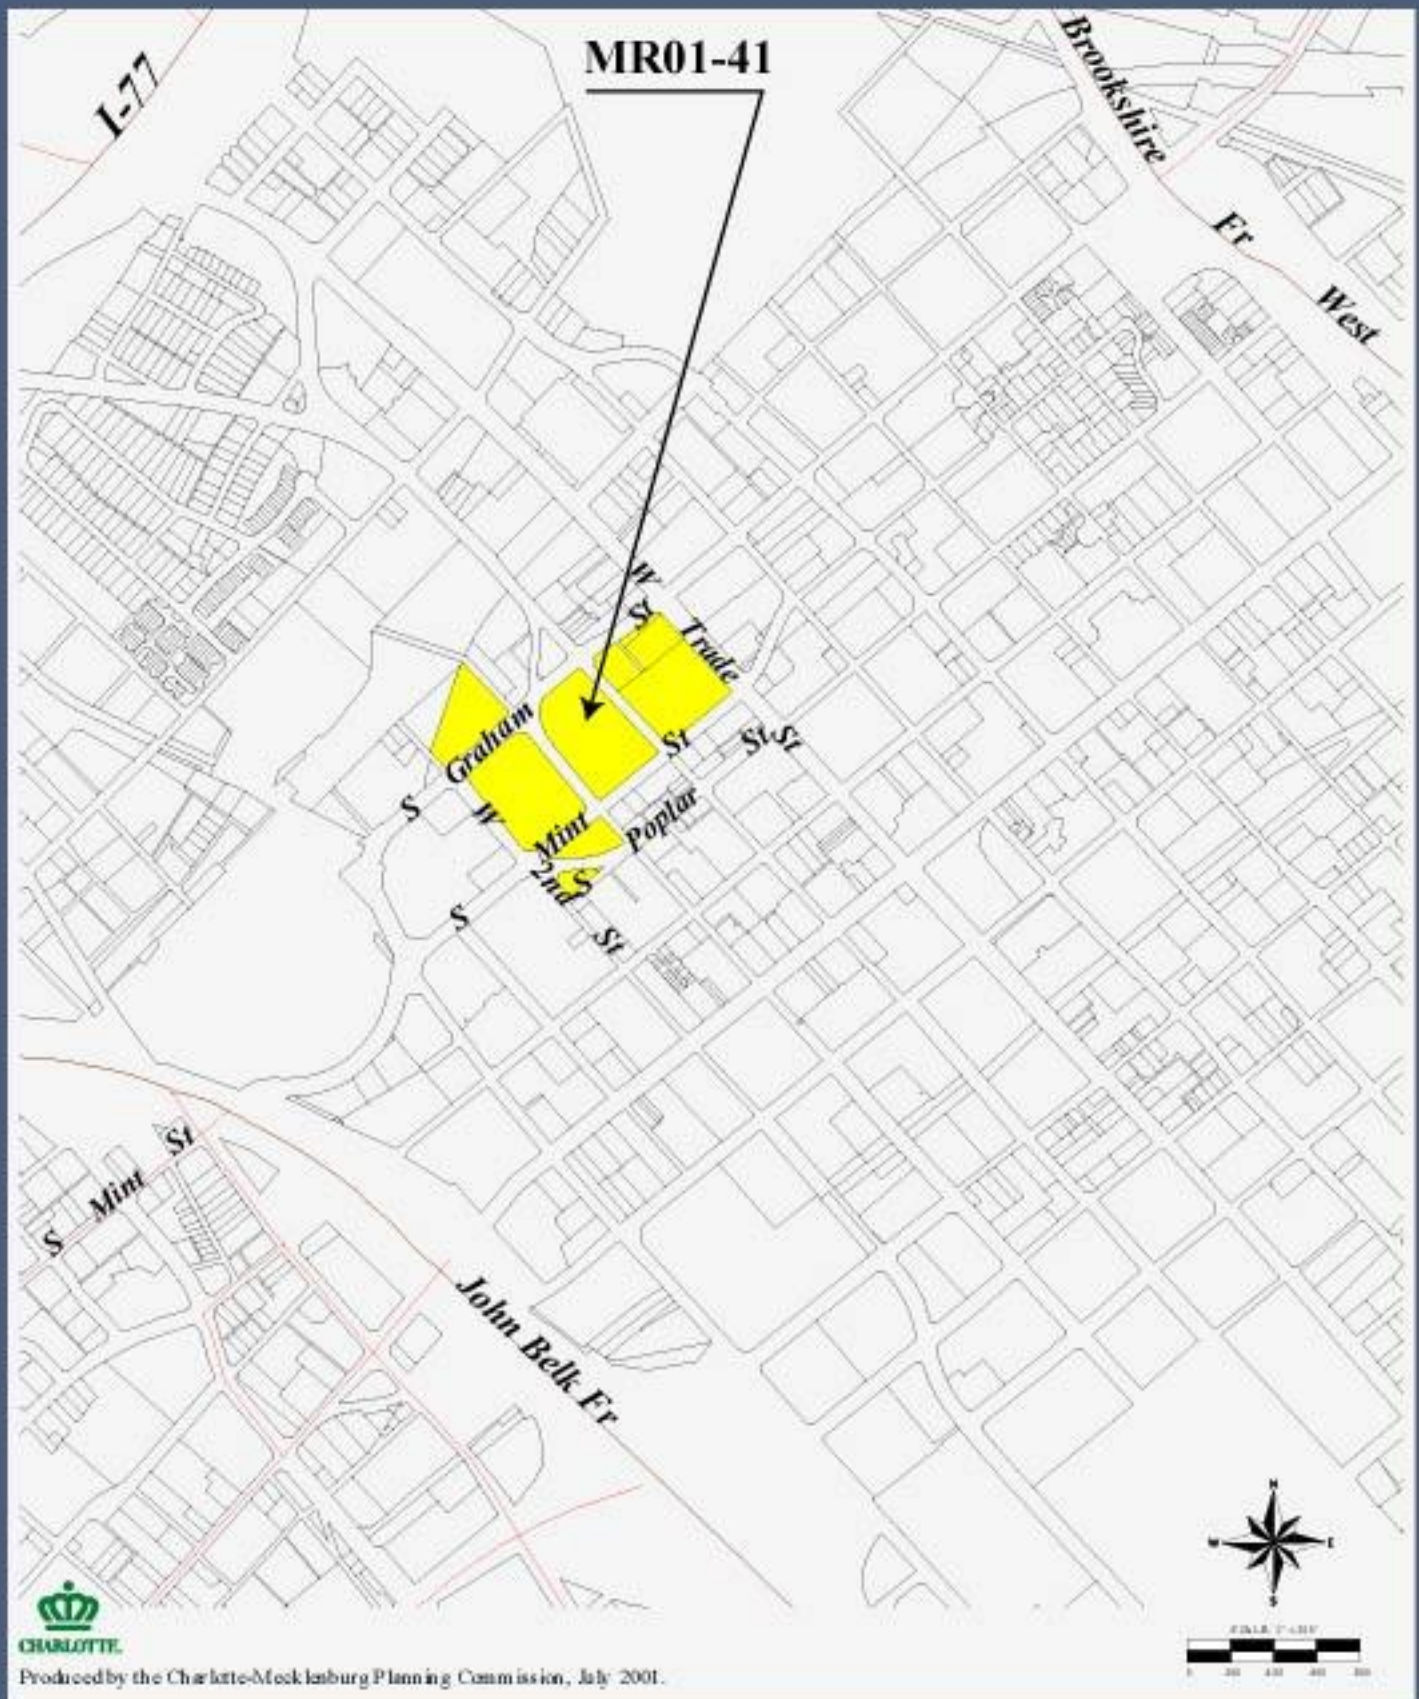 MR01-41
I-77
Brookshire
Fr
West
W
St
Trade
Graham
St
St
St
S
W
Mint
Poplar
2nd
S
S
St
St
Mint
S
John Belk Fr
N
W
E
S
CHARLOTTE.
Produced by the Charlotte-Mecklenburg Planning Commission, July 2001.